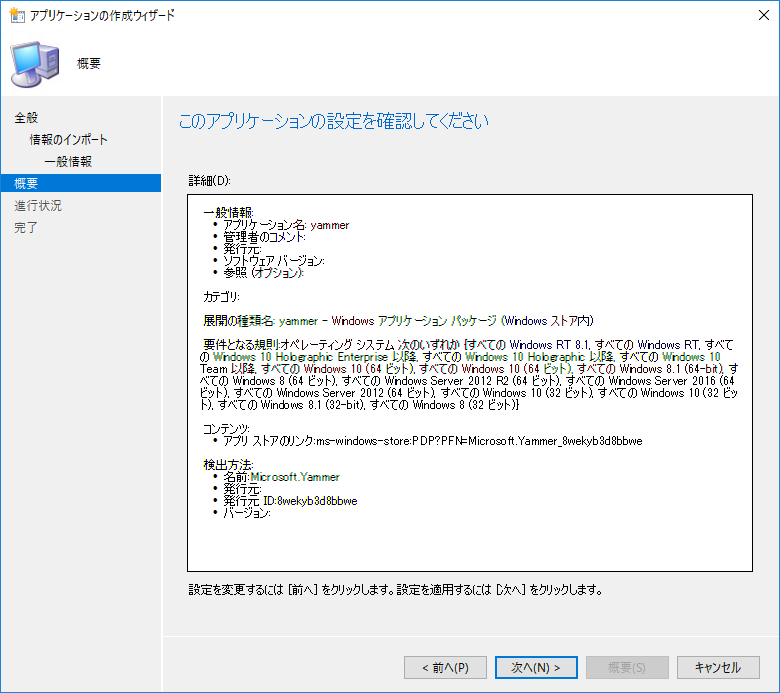 アプリケーションの作成ウィザード
概要
全般
情報のインポート
一般情報
概要
進行状況
完了
このアプリケーションの設定を確認してください
詳細(D):
一般情報:
• アプリケーション名: yammer
• 管理者のコメント:
• 発行元:
• ソフトウェア バージョン:
• 参照 (オプション):
カテゴリ:
展開の種類名: yammer - Windows アプリケーション パッケージ (Windows ストア内)
要件となる規則:オペレーティング システム 次のいずれか {すべての Windows RT 8.1, すべての Windows RT, すべて
の Windows 10 Holographic Enterprise 以降, すべての Windows 10 Holographic 以降, すべての Windows 10
Team 以降, すべての Windows 10 (64 ビット), すべての Windows 10 (64 ビット), すべての Windows 8.1 (64-bit), す
べての Windows 8 (64 ビット), すべての Windows Server 2012 R2 (64 ビット), すべての Windows Server 2016 (64
ビット), すべての Windows Server 2012 (64 ビット), すべての Windows 10 (32 ビット), すべての Windows 10 (32 ビッ
ト), すべての Windows 8.1 (32-bit), すべての Windows 8 (32 ビット)}
コンテンツ:
• アプリ ストアのリンク:ms-windows-store:PDP?PFN=Microsoft.Yammer_8wekyb3d8bbwe
検出方法:
• 名前:Microsoft.Yammer
• 発行元:
• 発行元 ID:8wekyb3d8bbwe
• バージョン:
設定を変更するには [前へ] をクリックします。設定を適用するには [次へ] をクリックします。
< 前へ(P)
次へ(N) >
概要(S)
キャンセル